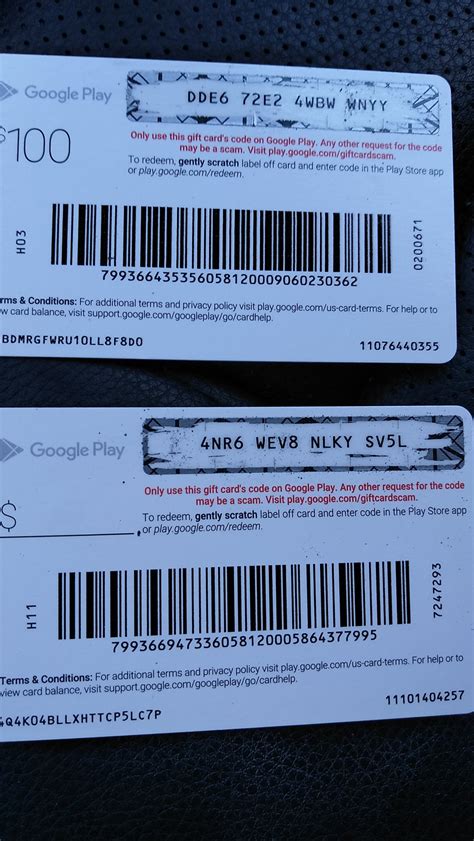 Google Play
DDE6 72E2 4WBW WNYY
$100
Only use this gift card's code on Google Play. Any other request for the code
may be a scam. Visit play.google.com/giftcardscam.
To redeem, gently scratch label off card and enter code in the Play Store app
or play.google.com/redeem.
H03
0200671
799366435356058120009060230362
rms & Conditions: For additional terms and privacy policy visit play.google.com/us-card-terms. For help or to
w card balance, visit support.google.com/googleplay/go/cardhelp.
BDMRGFWRU1OLL8F8D0
11076440355
Google Play
4NR6 WEV8 NLKY SV5L
$
Only use this gift card's code on Google Play. Any other request for the code
may be a scam. Visit play.google.com/giftcardscam.
To redeem, gently scratch label off card and enter code in the Play Store app
or play.google.com/redeem.
H11
7247293
799366947336058120005864377995
Terms & Conditions: For additional terms and privacy policy visit play.google.com/us-card-terms. For help or to
view card balance, visit support.google.com/googleplay/go/cardhelp.
4Q4K04BLLXHTTCP5LC7P
11101404257